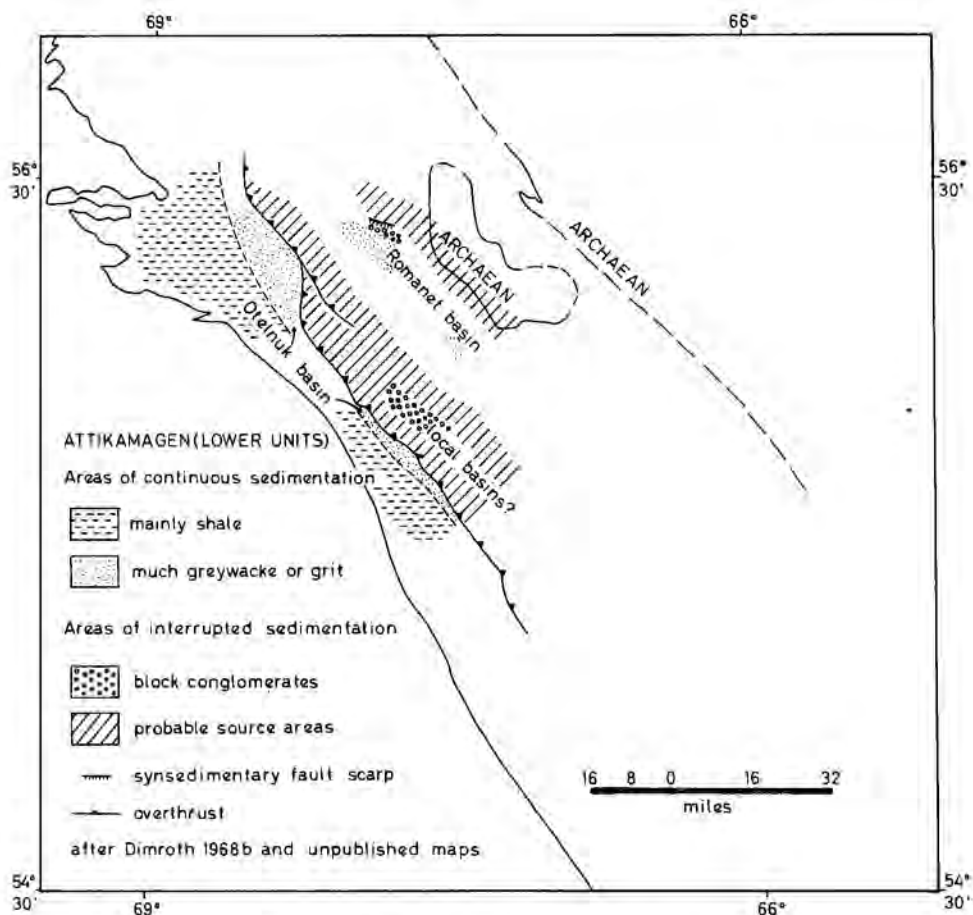 69°
66°
56°
30'
56°
30'
ARCHAEAN
ARCHAEAN
Romanet basin
Otelnuk basin
local basins?
ATTIKAMAGEN (LOWER UNITS)
Areas of continuous sedimentation
mainly shale
much greywacke or grit
Areas of interrupted sedimentation
block conglomerates
probable source areas
synsedimentary fault scarp
overthrust
after Dimroth 1968b and unpublished maps
16 8 0 16 32
miles
54°
30'
54°
30'
69°
66°